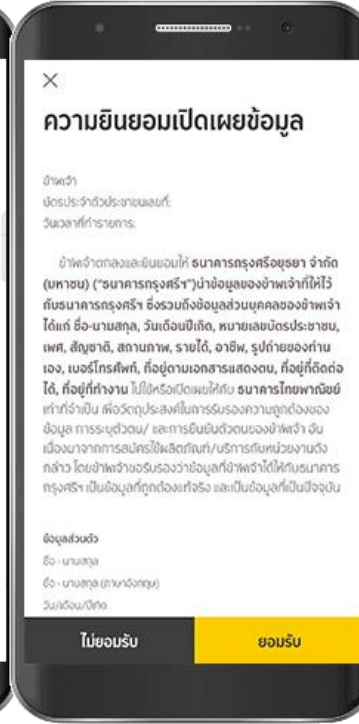 ความยินยอมเปิดเผยข้อมูล
ข้าพเจ้า
บัตรประจำตัวประชาชนเลขที่:
วันเวลาที่ทำรายการ:
ข้าพเจ้าตกลงและยินยอมให้ ธนาคารกรุงศรีอยุธยา จำกัด
(มหาชน) ("ธนาคารกรุงศรีฯ")นำข้อมูลของข้าพเจ้าที่ให้ไว้
กับธนาคารกรุงศรีฯ ซึ่งรวมถึงข้อมูลส่วนบุคคลของข้าพเจ้า
ได้แก่ ชื่อ-นามสกุล, วันเดือนปีเกิด, หมายเลขบัตรประชาชน,
เพศ, สัญชาติ, สถานภาพ, รายได้, อาชีพ, รูปถ่ายของท่าน
เอง, เบอร์โทรศัพท์, ที่อยู่ตามเอกสารแสดงตน, ที่อยู่ที่ติดต่อ
ได้, ที่อยู่ที่ทำงาน ไปใช้หรือเปิดเผยให้กับ ธนาคารไทยพาณิชย์
เท่าที่จำเป็น เพื่อวัตถุประสงค์ในการรับรองความถูกต้องของ
ข้อมูล การระบุตัวตน/ และการยืนยันตัวตนของข้าพเจ้า อัน
เนื่องมาจากการสมัครใช้ผลิตภัณฑ์/บริการกับหน่วยงานดัง
กล่าว โดยข้าพเจ้าขอรับรองว่าข้อมูลที่ข้าพเจ้าได้ให้กับธนาคาร
กรุงศรีฯ เป็นข้อมูลที่ถูกต้องแท้จริง และเป็นข้อมูลที่เป็นปัจจุบัน
ข้อมูลส่วนตัว
ชื่อ - นามสกุล
ชื่อ - นามสกุล (ภาษาอังกฤษ)
วัน/เดือน/ปีเกิด
ไม่ยอมรับ
ยอมรับ